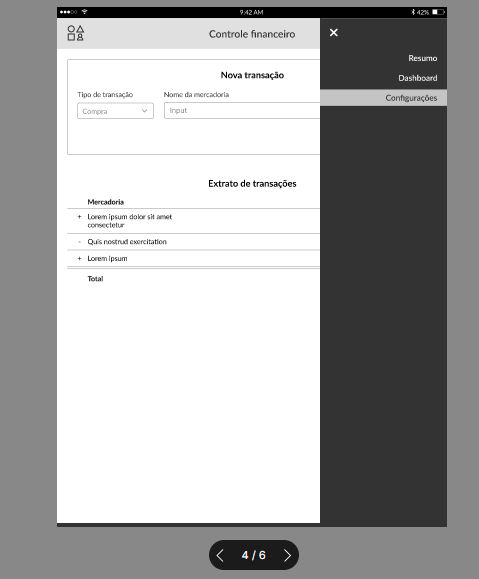 9:42 AM
42%
Controle financeiro
Resumo
Dashboard
Configurações
Nova transação
Tipo de transação
Nome da mercadoria
Compra
Input
Extrato de transações
Mercadoria
+ Lorem ipsum dolor sit amet
consectetur
- Quis nostrud exercitation
+ Lorem ipsum
Total
4 / 6